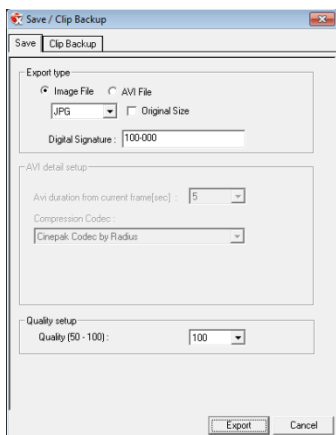 Save / Clip Backup
Save Clip Backup
Export type
Image File AVI File
JPG Original Size
Digital Signature : 100-000
AVI detail setup
Avi duration from current frame[sec] : 5
Compression Codec :
Cinepak Codec by Radius
Quality setup
Quality (50 - 100) : 100
Export Cancel